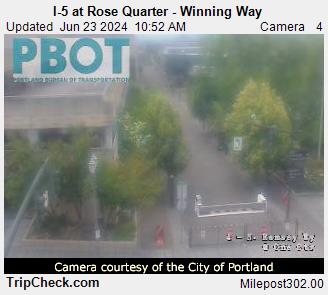 I-5 at Rose Quarter - Winning Way
Updated Jun 23 2024 10:52 AM Camera 4
PBOT
PORTLAND BUREAU OF TRANSPORTATION
Camera courtesy of the City of Portland
TripCheck.com Milepost302.00